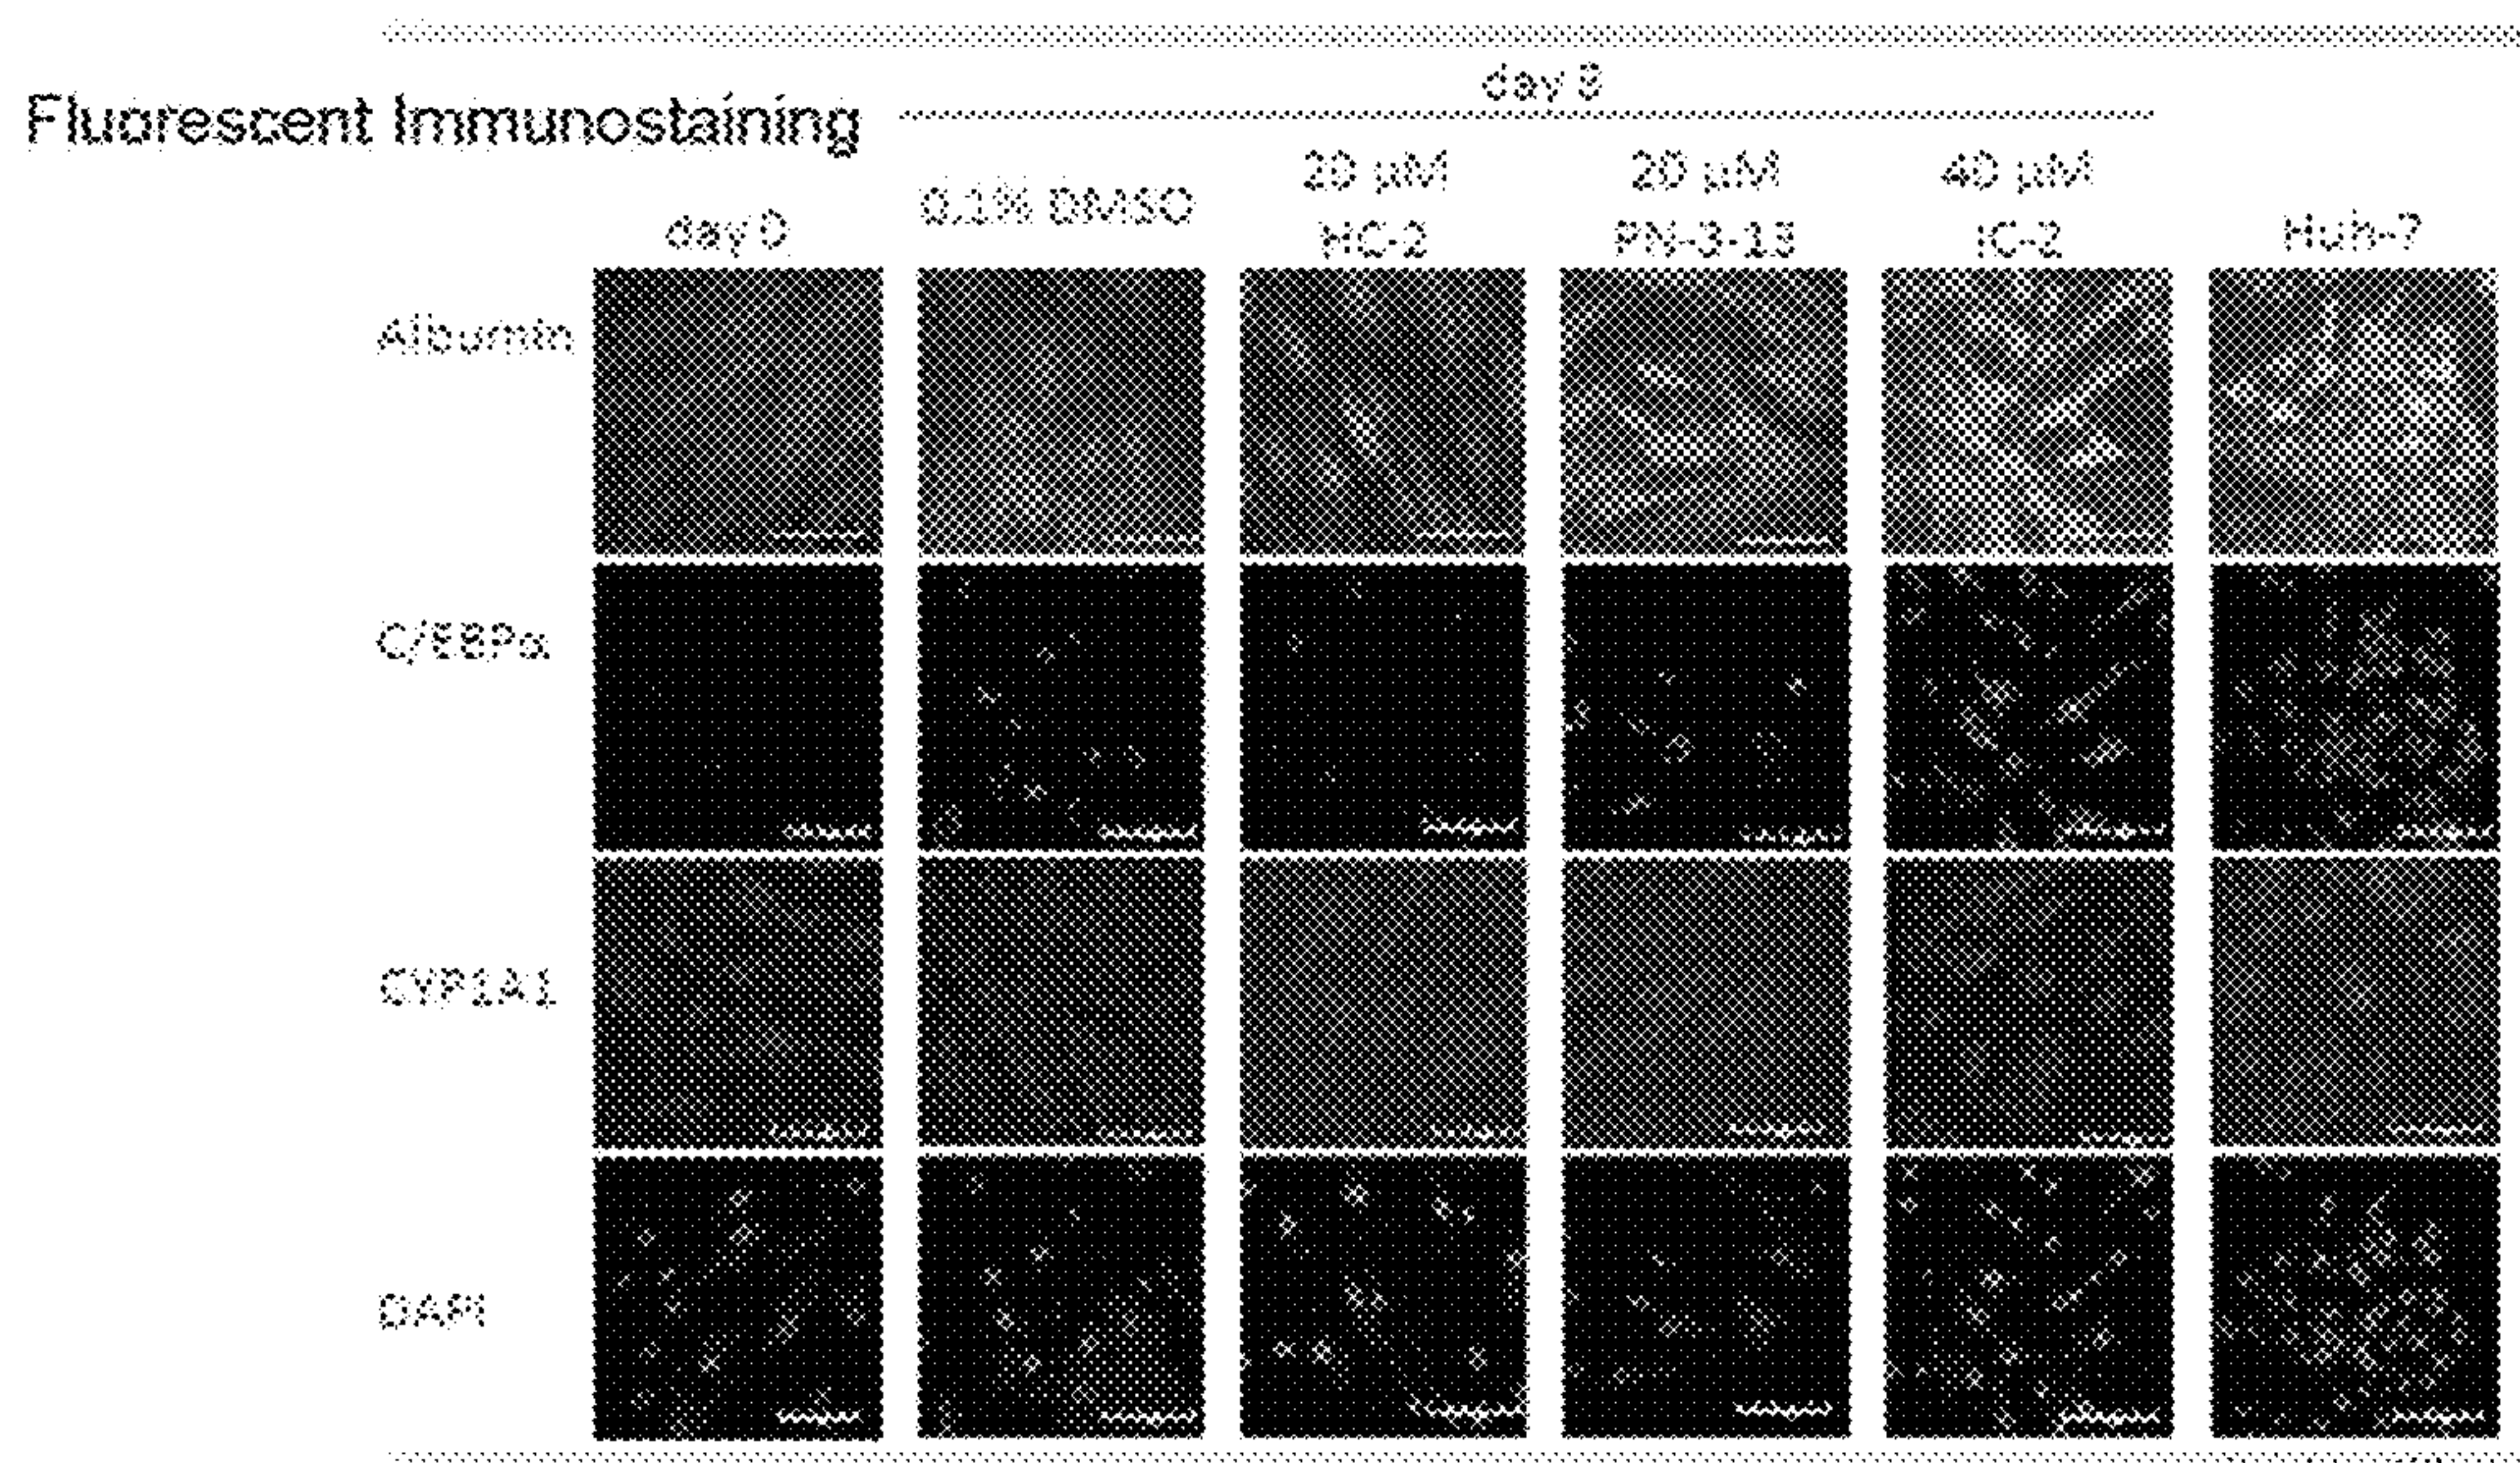 day 8
Fluorescent Immunostaining
day 0
0.1% DMSO
20 µM
HC-2
20 µM
PN-3-13
40 µM
IC-2
Huh-7
Albumin
C/EBPα
CYP1A1
DAPI